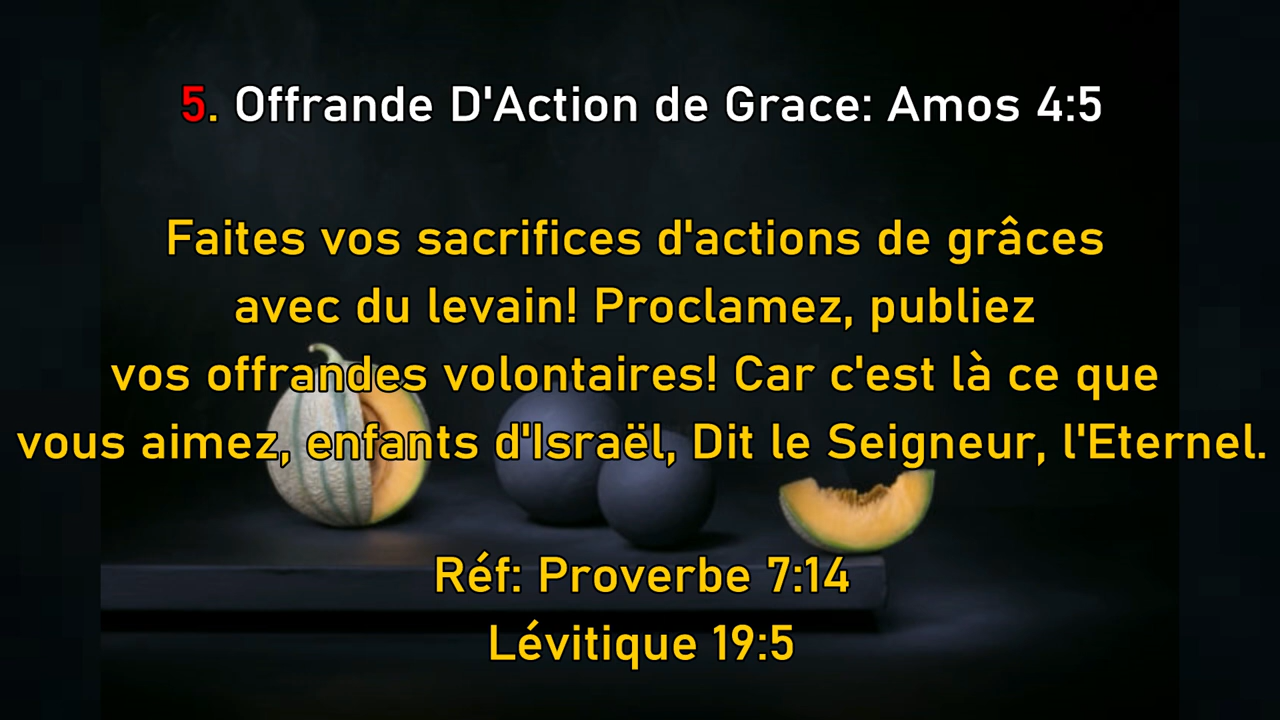 5. Offrande D'Action de Grace: Amos 4:5
Faites vos sacrifices d'actions de grâces
avec du levain! Proclamez, publiez
vos offrandes volontaires! Car c'est là ce que
vous aimez, enfants d'Israël, Dit le Seigneur, l'Eternel.
Réf: Proverbe 7:14
Lévitique 19:5